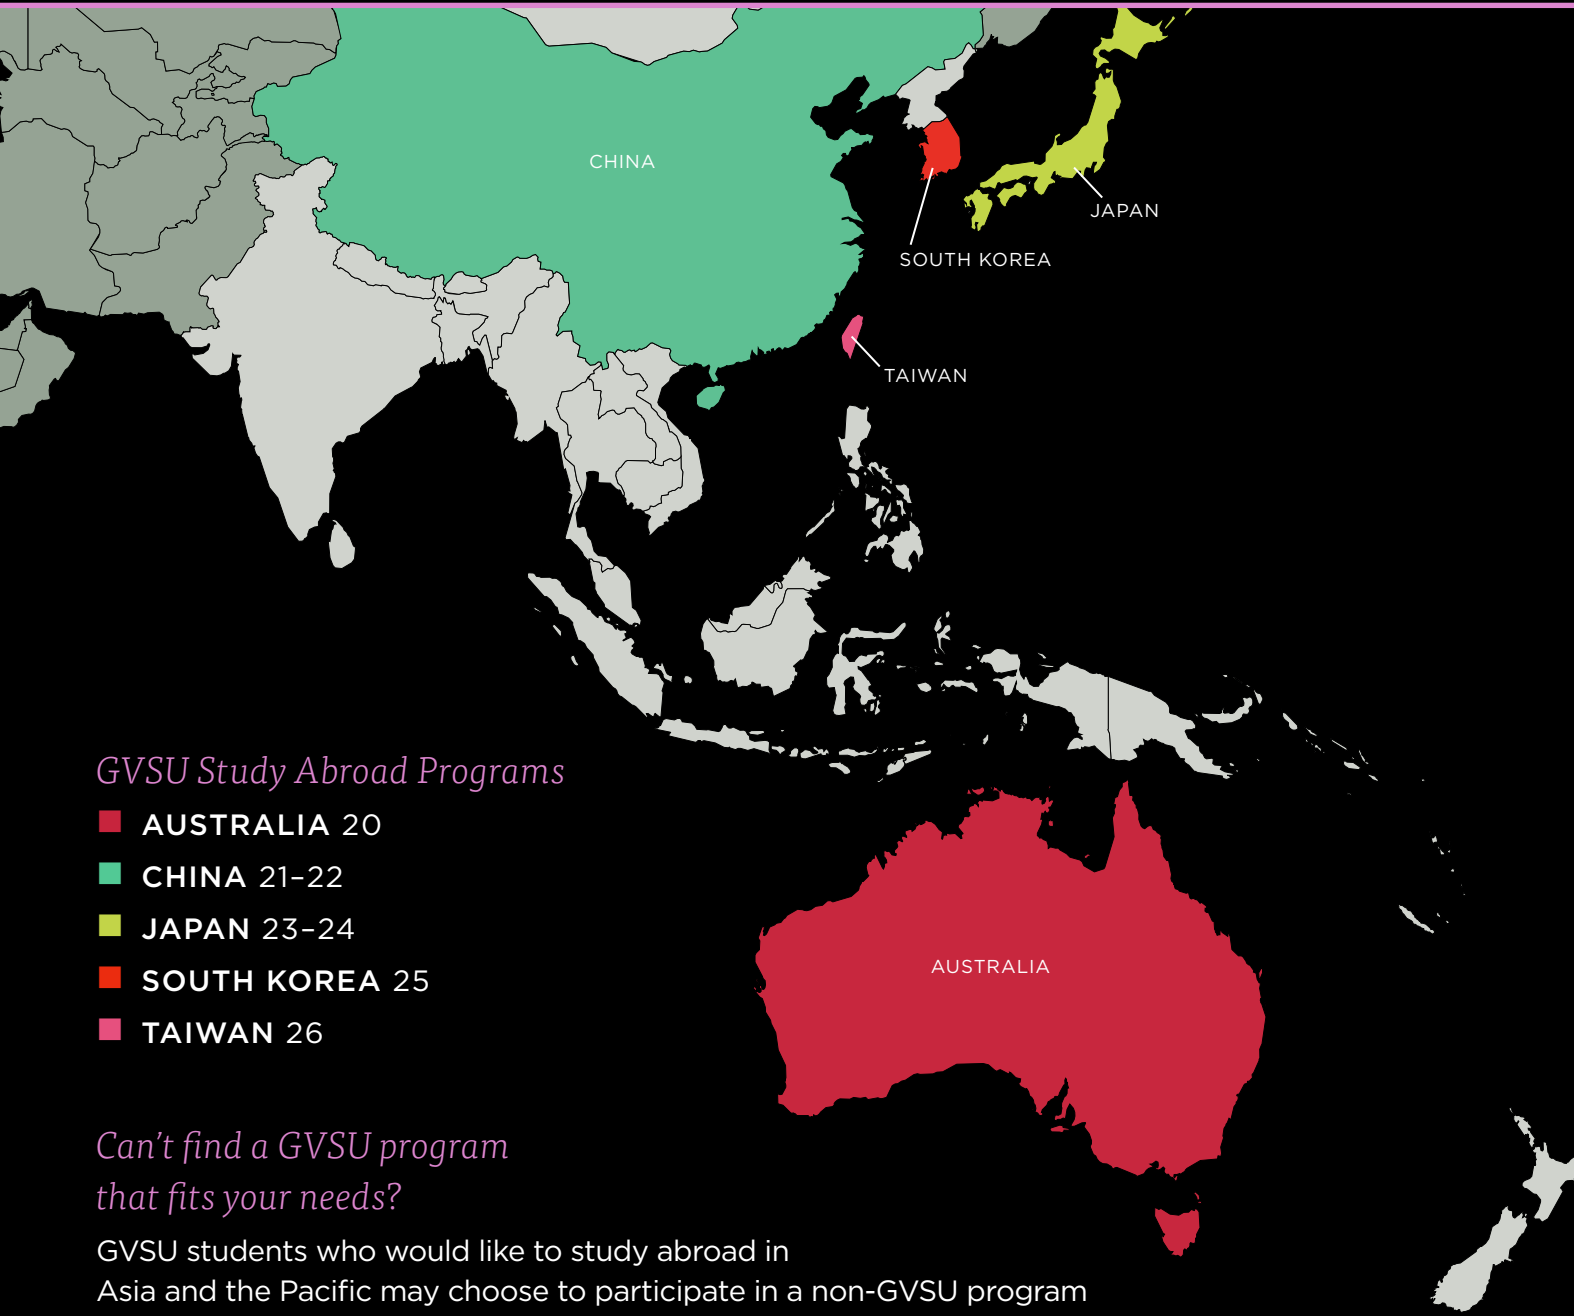 CHINA
JAPAN
SOUTH KOREA
TAIWAN
GVSU Study Abroad Programs
AUSTRALIA 20
CHINA 21–22
JAPAN 23–24
SOUTH KOREA 25
TAIWAN 26
AUSTRALIA
Can’t find a GVSU program
that fits your needs?
GVSU students who would like to study abroad in
Asia and the Pacific may choose to participate in a non-GVSU program